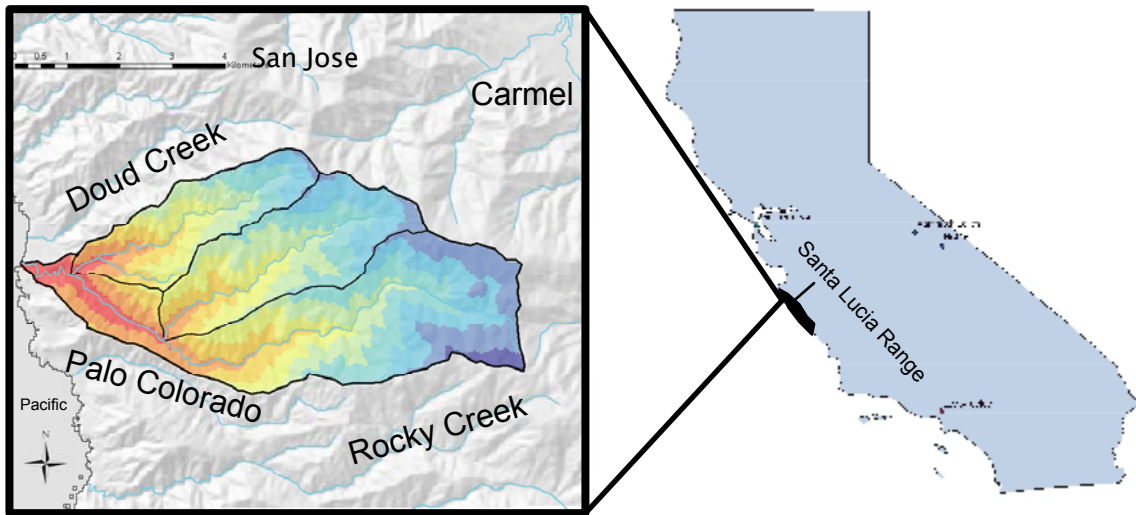 0 0.5 1 2 3 4
Kilometers
San Jose
Carmel
Doud Creek
Palo Colorado
Pacific
N
Rocky Creek
Santa Lucia Range